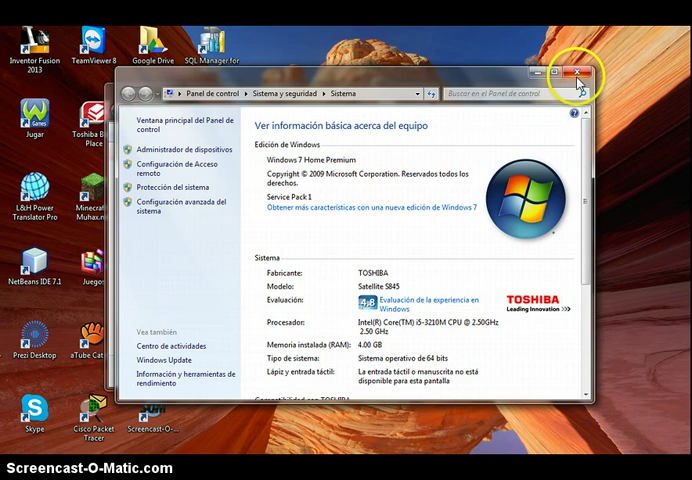 Inventor Fusion
2013
TeamViewer 8
Google Drive
SQL Manager for
Jugar
Toshiba B
Place
L&H Power
Translator Pro
Minecra
Muhax.m
NetBeans IDE 7.1
Juegos
Prezi Desktop
aTube Cat
Skype
Cisco Packet
Tracer
Screencast-O-...
Panel de control
Sistema y seguridad
Sistema
Buscar en el Panel de control
Ventana principal del Panel de
control
Administrador de dispositivos
Configuración de Acceso
remoto
Protección del sistema
Configuración avanzada del
sistema
Vea también
Centro de actividades
Windows Update
Información y herramientas de
rendimiento
Ver información básica acerca del equipo
Edición de Windows
Windows 7 Home Premium
Copyright © 2009 Microsoft Corporation. Reservados todos los
derechos.
Service Pack 1
Obtener más características con una nueva edición de Windows 7
Sistema
Fabricante: TOSHIBA
Modelo: Satellite S845
Evaluación: 4,8 Evaluación de la experiencia en
Windows
Procesador: Intel(R) Core(TM) i5-3210M CPU @ 2.50GHz
2.50 GHz
Memoria instalada (RAM): 4.00 GB
Tipo de sistema: Sistema operativo de 64 bits
Lápiz y entrada táctil: La entrada táctil o manuscrita no está
disponible para esta pantalla
TOSHIBA
Leading Innovation >>>
Screencast-O-Matic.com